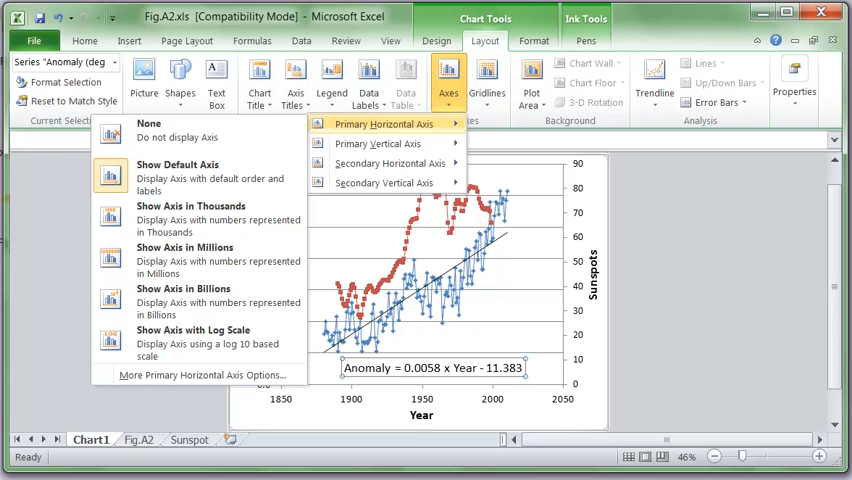 Fig.A2.xls [Compatibility Mode] - Microsoft Excel
Chart Tools
Ink Tools
File
Home
Insert
Page Layout
Formulas
Data
Review
View
Design
Layout
Format
Pens
Series "Anomaly (deg
Format Selection
Reset to Match Style
Current Selec
Picture
Shapes
Text
Box
Chart
Title
Axis
Titles
Legend
Data
Labels
Data
Table
Axes
Gridlines
Plot
Area
Chart Wall
Chart Floor
3-D Rotation
Background
Trendline
Lines
Up/Down Bars
Error Bars
Analysis
Properties
None
Do not display Axis
Show Default Axis
Display Axis with default order and
labels
Show Axis in Thousands
Display Axis with numbers represented
in Thousands
Show Axis in Millions
Display Axis with numbers represented
in Millions
Show Axis in Billions
Display Axis with numbers represented
in Billions
Show Axis with Log Scale
Display Axis using a log 10 based
scale
More Primary Horizontal Axis Options...
Primary Horizontal Axis
Primary Vertical Axis
Secondary Horizontal Axis
Secondary Vertical Axis
90
80
70
60
50
40
30
20
10
0
Sunspots
Anomaly = 0.0058 x Year - 11.383
1850
1900
1950
2000
2050
Year
Chart1
Fig.A2
Sunspot
Ready
46%